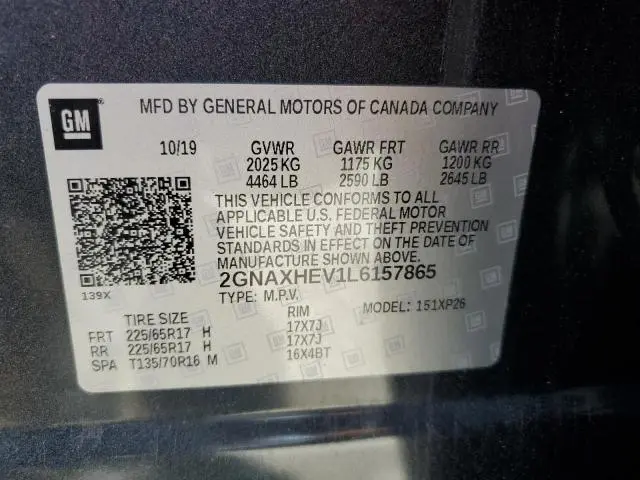 GM
MFD BY GENERAL MOTORS OF CANADA COMPANY
10/19 GVWR GAWR FRT GAWR RR
2025 KG 1175 KG 1200 KG
4464 LB 2590 LB 2645 LB
THIS VEHICLE CONFORMS TO ALL
APPLICABLE U.S. FEDERAL MOTOR
VEHICLE SAFETY AND THEFT PREVENTION
STANDARDS IN EFFECT ON THE DATE OF
MANUFACTURE SHOWN ABOVE.
2GNAXHEV1L6157865
139X
TYPE: M.P.V. MODEL: 151XP26
TIRE SIZE RIM
FRT 225/65R17 H 17X7J
RR 225/65R17 H 17X7J
SPA T135/70R16 M 16X4BT